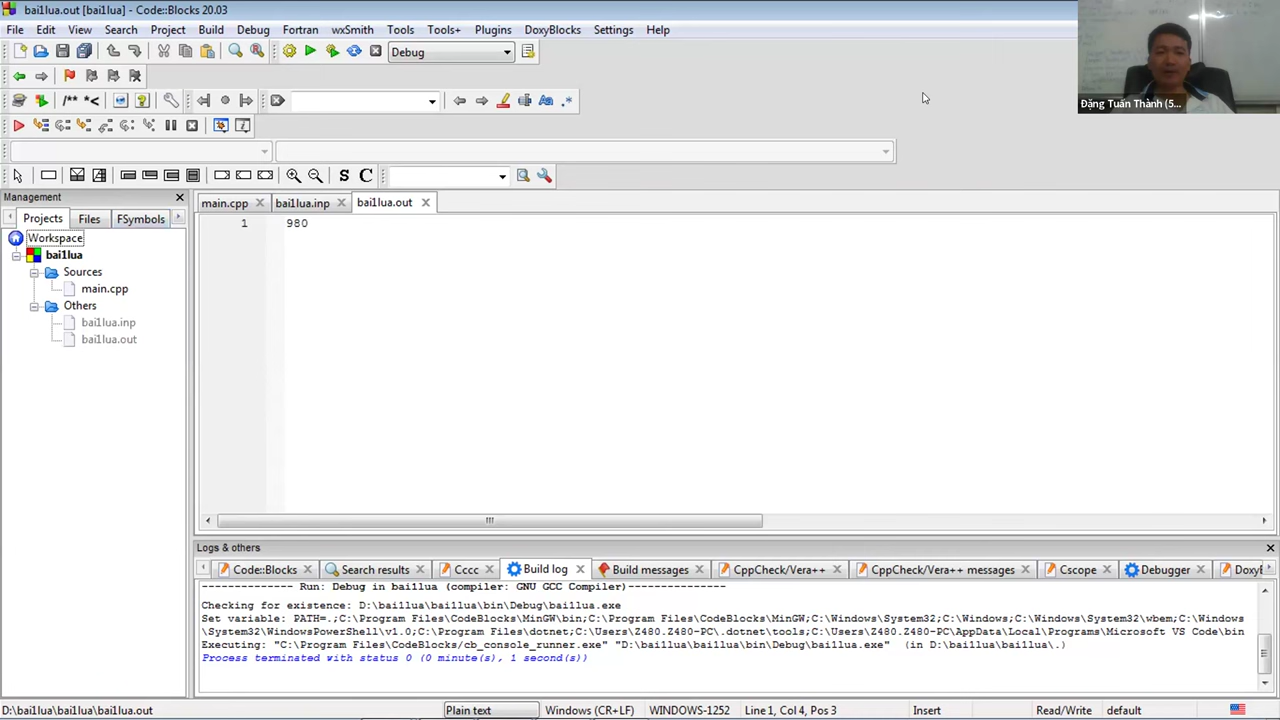 bai1lua.out [bai1lua] - Code::Blocks 20.03
File Edit View Search Project Build Debug Fortran wxSmith Tools Tools+ Plugins DoxyBlocks Settings Help
Debug
/** *<
S C
Đặng Tuấn Thành (5...
Management
Projects Files FSymbols
Workspace
bai1lua
Sources
main.cpp
Others
bai1lua.inp
bai1lua.out
main.cpp bai1lua.inp bai1lua.out
1 980
Logs & others
Code::Blocks Search results Cccc Build log Build messages CppCheck/Vera++ CppCheck/Vera++ messages Cscope Debugger Doxyl
-------------- Run: Debug in bai1lua (compiler: GNU GCC Compiler)---------------
Checking for existence: D:\bai1lua\bai1lua\bin\Debug\bai1lua.exe
Set variable: PATH=.;C:\Program Files\CodeBlocks\MinGW\bin;C:\Program Files\CodeBlocks\MinGW;C:\Windows\System32;C:\Windows;C:\Windows\System32\wbem;C:\Windows
\System32\WindowsPowerShell\v1.0;C:\Program Files\dotnet;C:\Users\Z480.Z480-PC\.dotnet\tools;C:\Users\Z480.Z480-PC\AppData\Local\Programs\Microsoft VS Code\bin
Executing: "C:\Program Files\CodeBlocks/cb_console_runner.exe" "D:\bai1lua\bai1lua\bin\Debug\bai1lua.exe" (in D:\bai1lua\bai1lua\.)
Process terminated with status 0 (0 minute(s), 1 second(s))
D:\bai1lua\bai1lua\bai1lua.out Plain text Windows (CR+LF) WINDOWS-1252 Line 1, Col 4, Pos 3 Insert Read/Write default